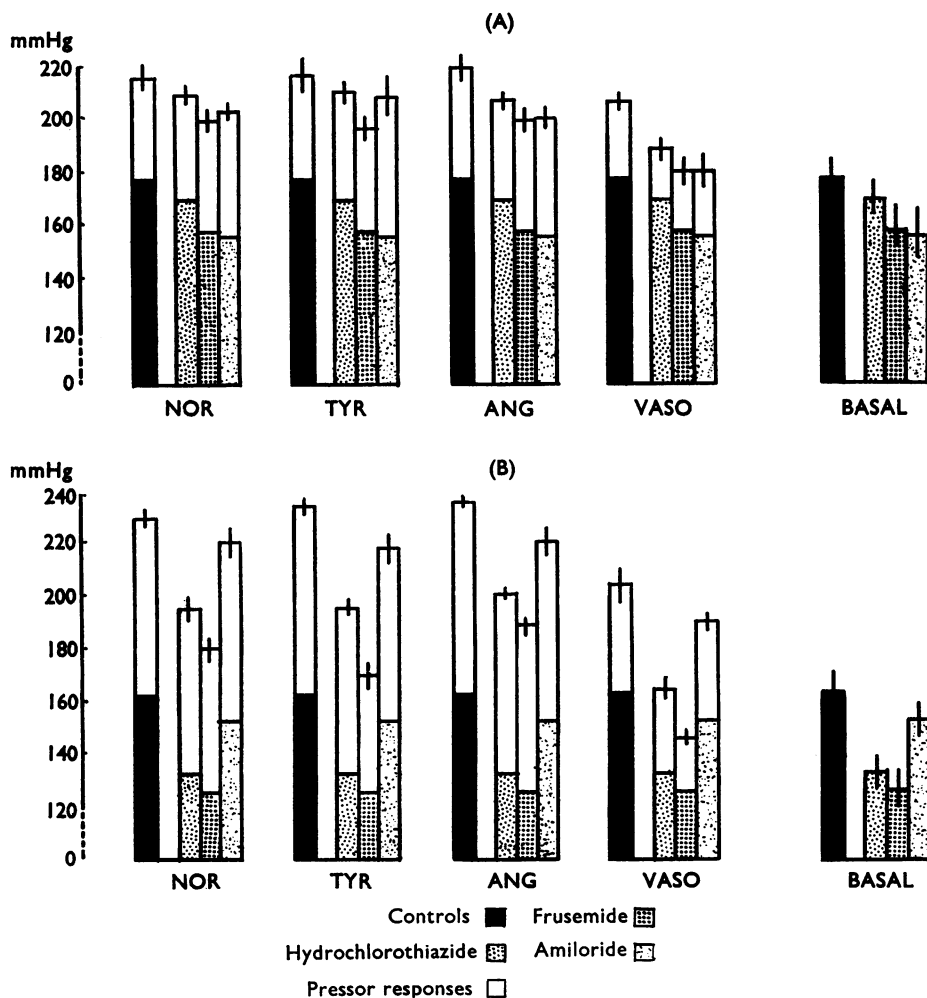 (A)
mmHg
220
200
180
160
140
120
0
NOR TYR ANG VASO BASAL
(B)
mmHg
240
220
200
180
160
140
120
0
NOR TYR ANG VASO BASAL
Controls Frusemide
Hydrochlorothiazide Amiloride
Pressor responses